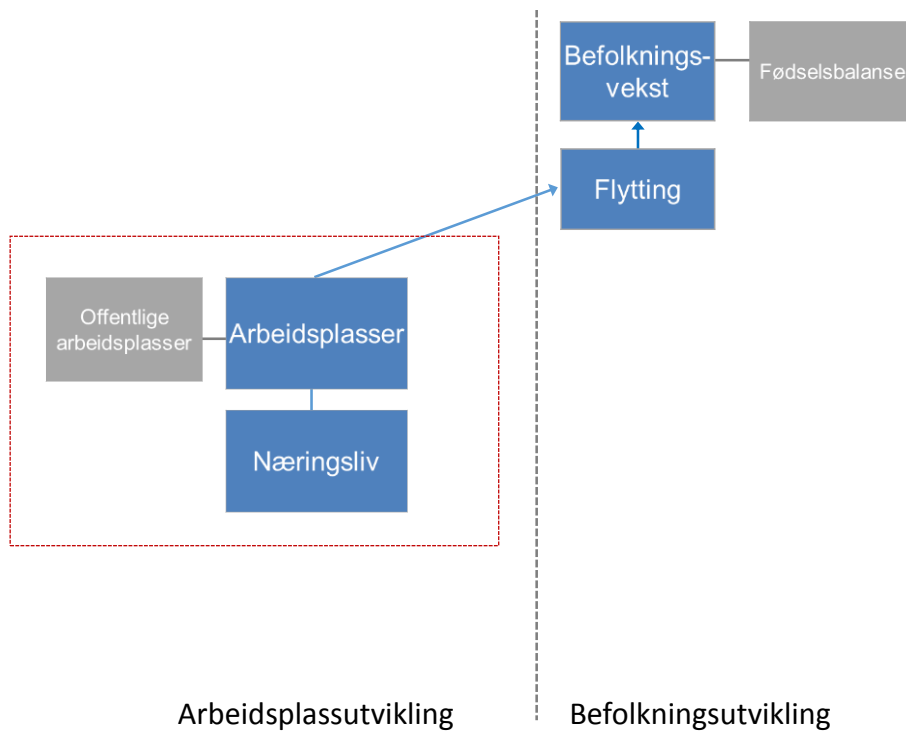 Befolknings-
vekst
Fødselsbalanse
Flytting
Offentlige
arbeidsplasser
Arbeidsplasser
Næringsliv
Arbeidsplassutvikling
Befolkningsutvikling